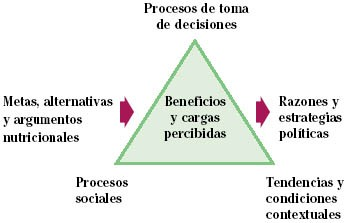 Procesos de toma
de decisiones
Metas, alternativas
y argumentos
nutricionales
Beneficios
y cargas
percibidas
Razones y
estrategias
políticas
Procesos
sociales
Tendencias y
condiciones
contextuales